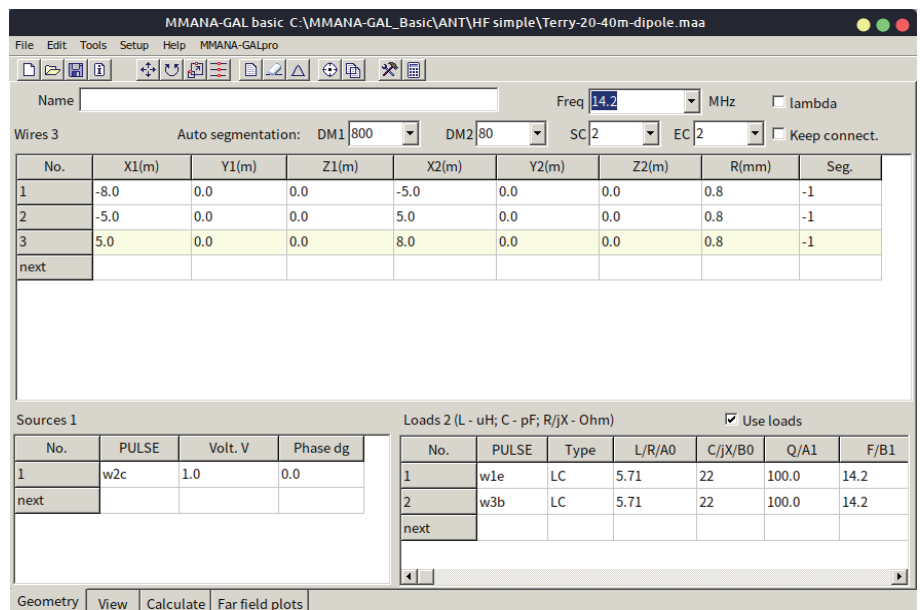 MMANA-GAL basic C:\MMANA-GAL_Basic\ANT\HF simple\Terry-20-40m-dipole.maa
File Edit Tools Setup Help MMANA-GALpro
Name Freq 14.2 MHz lambda
Wires 3 Auto segmentation: DM1 800 DM2 80 SC 2 EC 2 Keep connect.
No. X1(m) Y1(m) Z1(m) X2(m) Y2(m) Z2(m) R(mm) Seg.
1 -8.0 0.0 0.0 -5.0 0.0 0.0 0.8 -1
2 -5.0 0.0 0.0 5.0 0.0 0.0 0.8 -1
3 5.0 0.0 0.0 8.0 0.0 0.0 0.8 -1
next
Sources 1
No. PULSE Volt. V Phase dg
1 w2c 1.0 0.0
next
Loads 2 (L - uH; C - pF; R/jX - Ohm) Use loads
No. PULSE Type L/R/A0 C/jX/B0 Q/A1 F/B1
1 w1e LC 5.71 22 100.0 14.2
2 w3b LC 5.71 22 100.0 14.2
next
Geometry View Calculate Far field plots